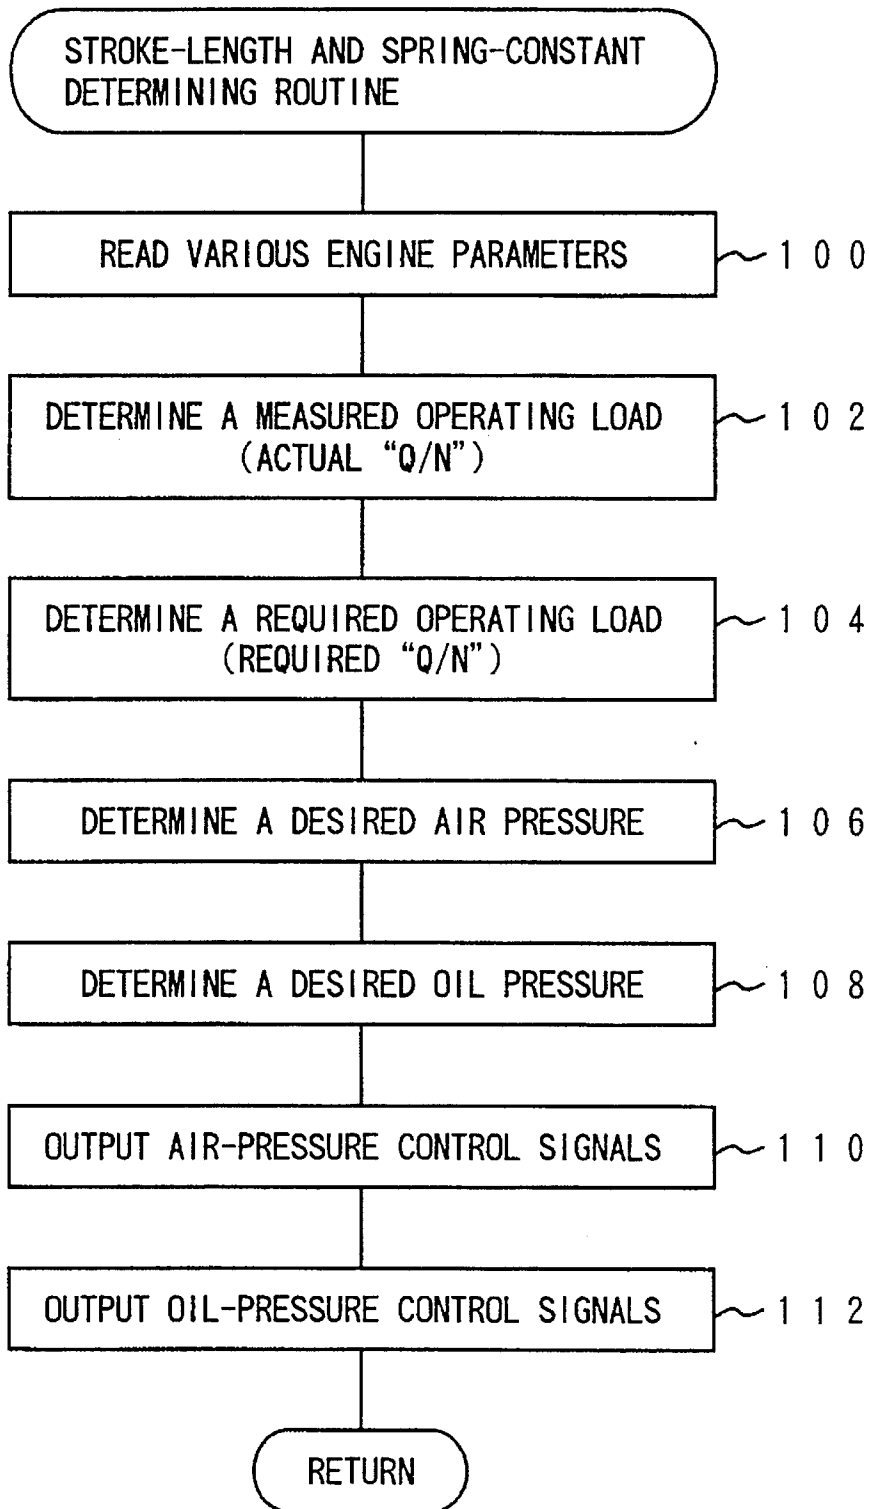 STROKE-LENGTH AND SPRING-CONSTANT
DETERMINING ROUTINE
READ VARIOUS ENGINE PARAMETERS
100
DETERMINE A MEASURED OPERATING LOAD
(ACTUAL “Q/N”)
102
DETERMINE A REQUIRED OPERATING LOAD
(REQUIRED “Q/N”)
104
DETERMINE A DESIRED AIR PRESSURE
106
DETERMINE A DESIRED OIL PRESSURE
108
OUTPUT AIR-PRESSURE CONTROL SIGNALS
110
OUTPUT OIL-PRESSURE CONTROL SIGNALS
112
RETURN